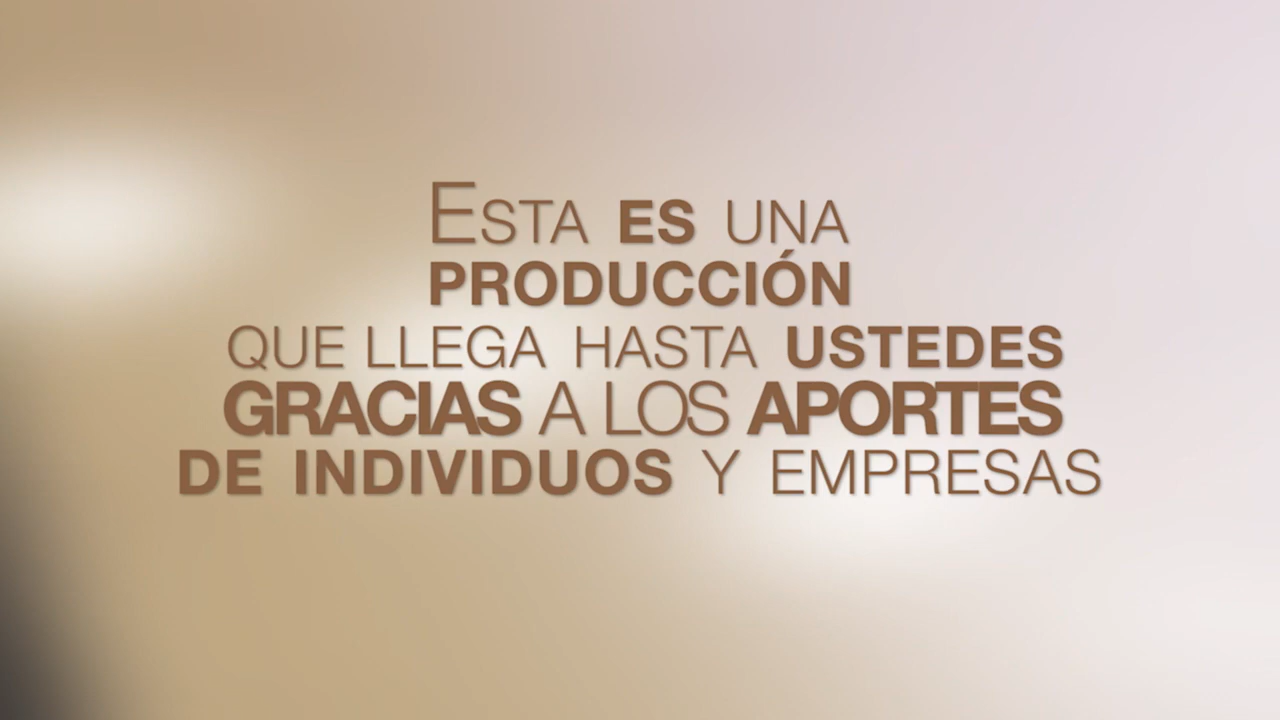 ESTA ES UNA
PRODUCCIÓN
QUE LLEGA HASTA USTEDES
GRACIAS A LOS APORTES
DE INDIVIDUOS Y EMPRESAS